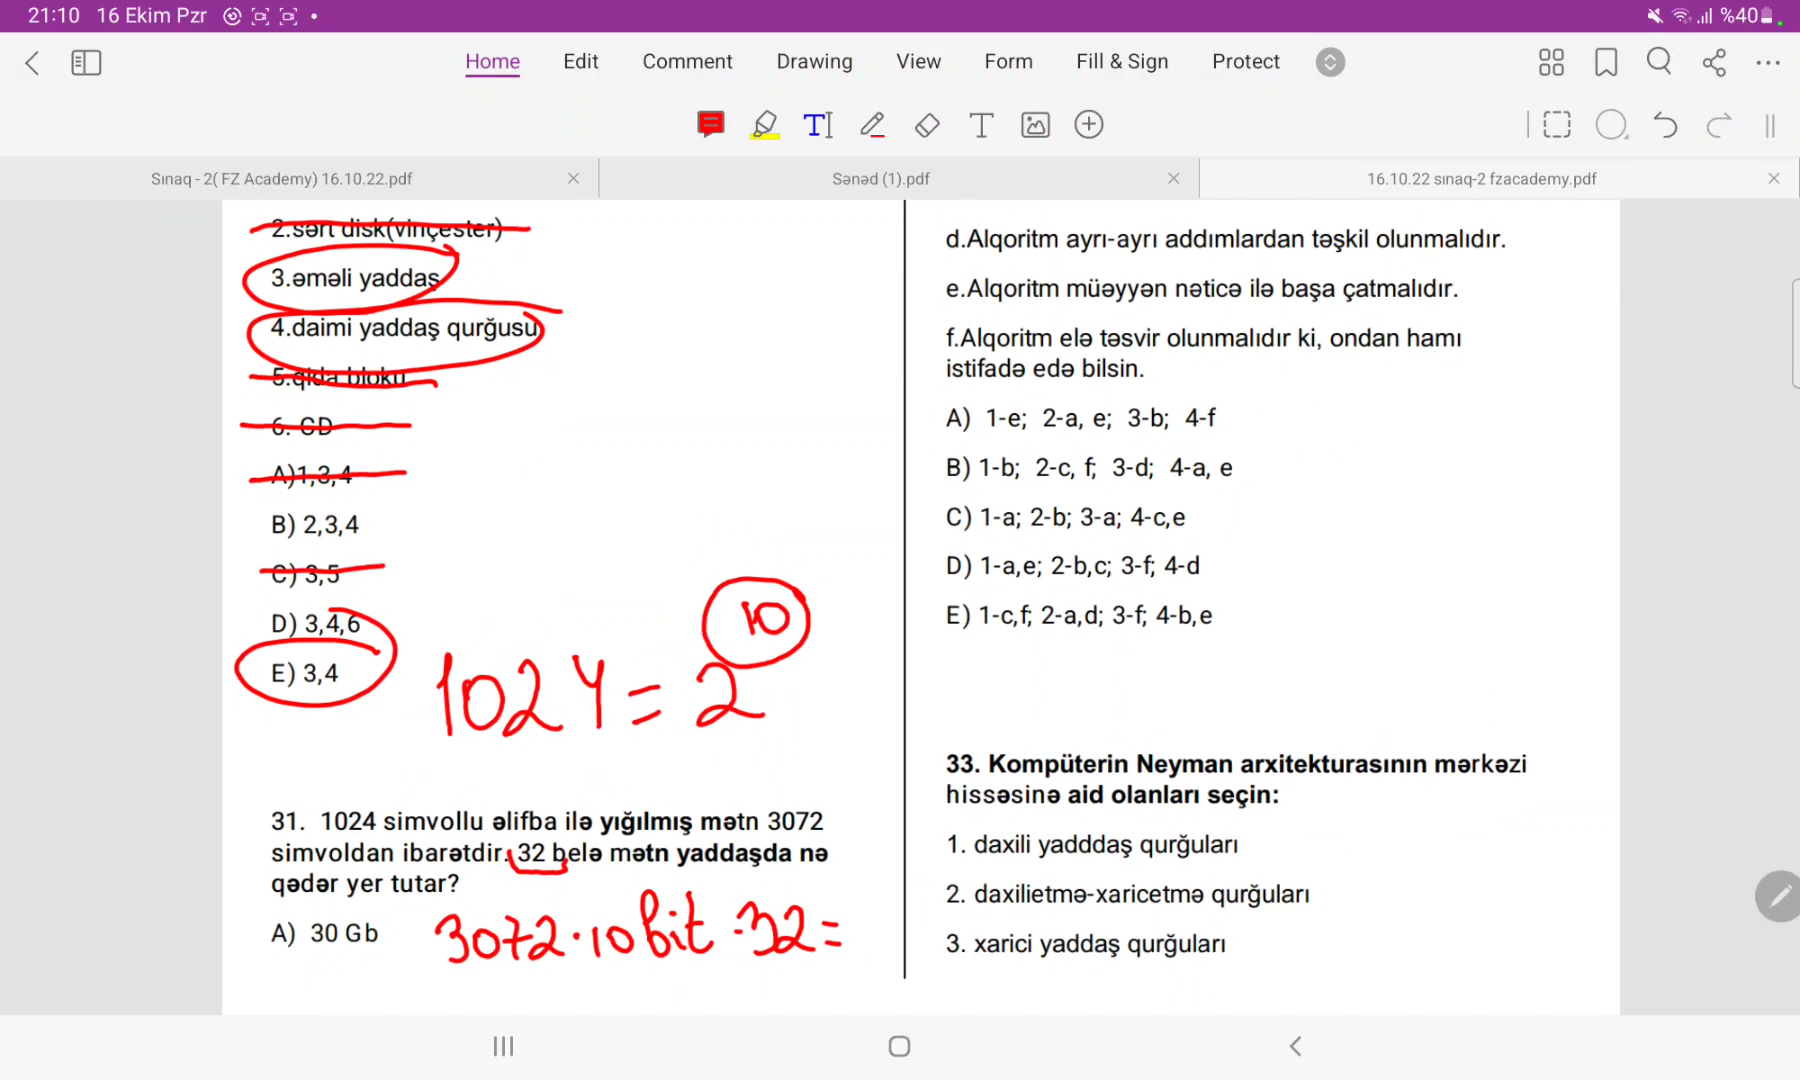 21:10 16 Ekim Pzr
%40
Home Edit Comment Drawing View Form Fill & Sign Protect
Sınaq - 2( FZ Academy) 16.10.22.pdf
Sənəd (1).pdf
16.10.22 sınaq-2 fzacademy.pdf
2.sərt disk(vinçester)
3.əməli yaddaş
4.daimi yaddaş qurğusu
5.qida bloku
6. CD
A)1,3,4
B) 2,3,4
C) 3,5
D) 3,4,6
E) 3,4
1024 = 2^10
31. 1024 simvollu əlifba ilə yığılmış mətn 3072
simvoldan ibarətdir. 32 belə mətn yaddaşda nə
qədər yer tutar?
A) 30 Gb
3072·10bit·32=
d.Alqoritm ayrı-ayrı addımlardan təşkil olunmalıdır.
e.Alqoritm müəyyən nəticə ilə başa çatmalıdır.
f.Alqoritm elə təsvir olunmalıdır ki, ondan hamı
istifadə edə bilsin.
A) 1-e; 2-a, e; 3-b; 4-f
B) 1-b; 2-c, f; 3-d; 4-a, e
C) 1-a; 2-b; 3-a; 4-c,e
D) 1-a,e; 2-b,c; 3-f; 4-d
E) 1-c,f; 2-a,d; 3-f; 4-b,e
33. Kompüterin Neyman arxitekturasının mərkəzi
hissəsinə aid olanları seçin:
1. daxili yadddaş qurğuları
2. daxilietmə-xaricetmə qurğuları
3. xarici yaddaş qurğuları